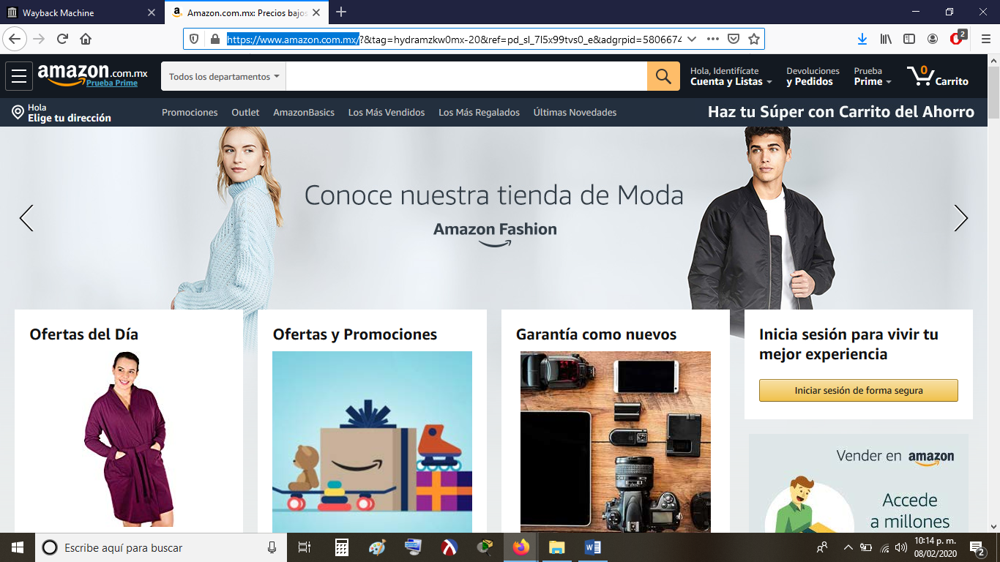 Wayback Machine
Amazon.com.mx: Precios bajos
https://www.amazon.com.mx/?&tag=hydramzkw0mx-20&ref=pd_sl_7l5x99tvs0_e&adgrpid=5806674
2
amazon.com.mx
Prueba Prime
Todos los departamentos
Hola, Identifícate
Cuenta y Listas
Devoluciones
y Pedidos
Prueba
Prime
0
Carrito
Hola
Elige tu dirección
Promociones
Outlet
AmazonBasics
Los Más Vendidos
Los Más Regalados
Últimas Novedades
Haz tu Súper con Carrito del Ahorro
Conoce nuestra tienda de Moda
Amazon Fashion
Ofertas del Día
Ofertas y Promociones
Garantía como nuevos
Inicia sesión para vivir tu
mejor experiencia
Iniciar sesión de forma segura
Vender en amazon
Accede
a millones
Escribe aquí para buscar
10:14 p. m.
08/02/2020
2